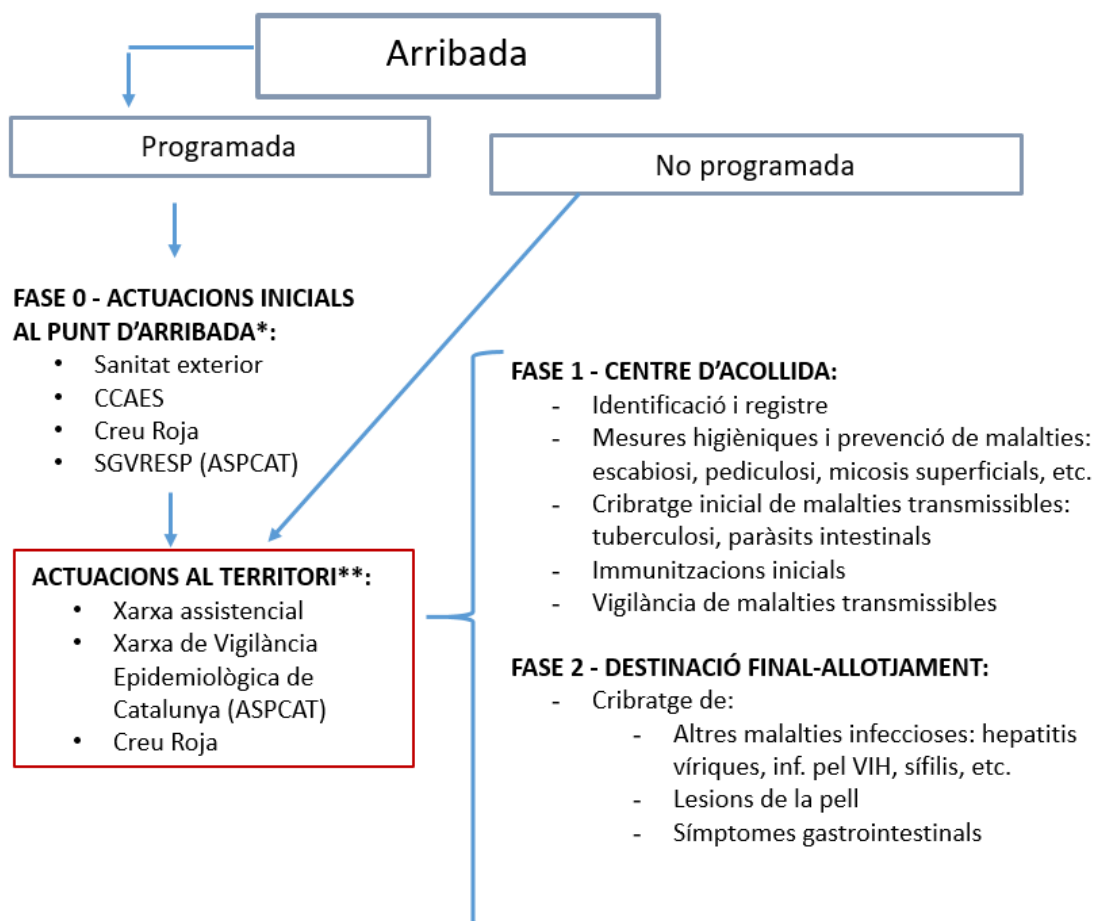 Arribada
Programada
No programada
FASE 0 - ACTUACIONS INICIALS
AL PUNT D'ARRIBADA*:
• Sanitat exterior
• CCAES
• Creu Roja
• SGVRESP (ASPCAT)
ACTUACIONS AL TERRITORI**:
• Xarxa assistencial
• Xarxa de Vigilància
Epidemiològica de
Catalunya (ASPCAT)
• Creu Roja
FASE 1 - CENTRE D'ACOLLIDA:
- Identificació i registre
- Mesures higièniques i prevenció de malalties:
escabiosi, pediculosi, micosis superficials, etc.
- Cribratge inicial de malalties transmissibles:
tuberculosi, paràsits intestinals
- Immunitzacions inicials
- Vigilància de malalties transmissibles
FASE 2 - DESTINACIÓ FINAL-ALLOTJAMENT:
- Cribratge de:
- Altres malalties infeccioses: hepatitis
víriques, inf. pel VIH, sífilis, etc.
- Lesions de la pell
- Símptomes gastrointestinals